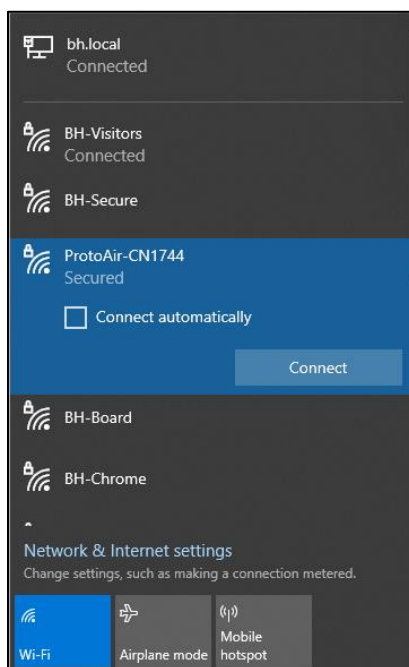 bh.local
Connected
BH-Visitors
Connected
BH-Secure
ProtoAir-CN1744
Secured
Connect automatically
Connect
BH-Board
BH-Chrome
Network & Internet settings
Change settings, such as making a connection metered.
Wi-Fi
Airplane mode
Mobile
hotspot